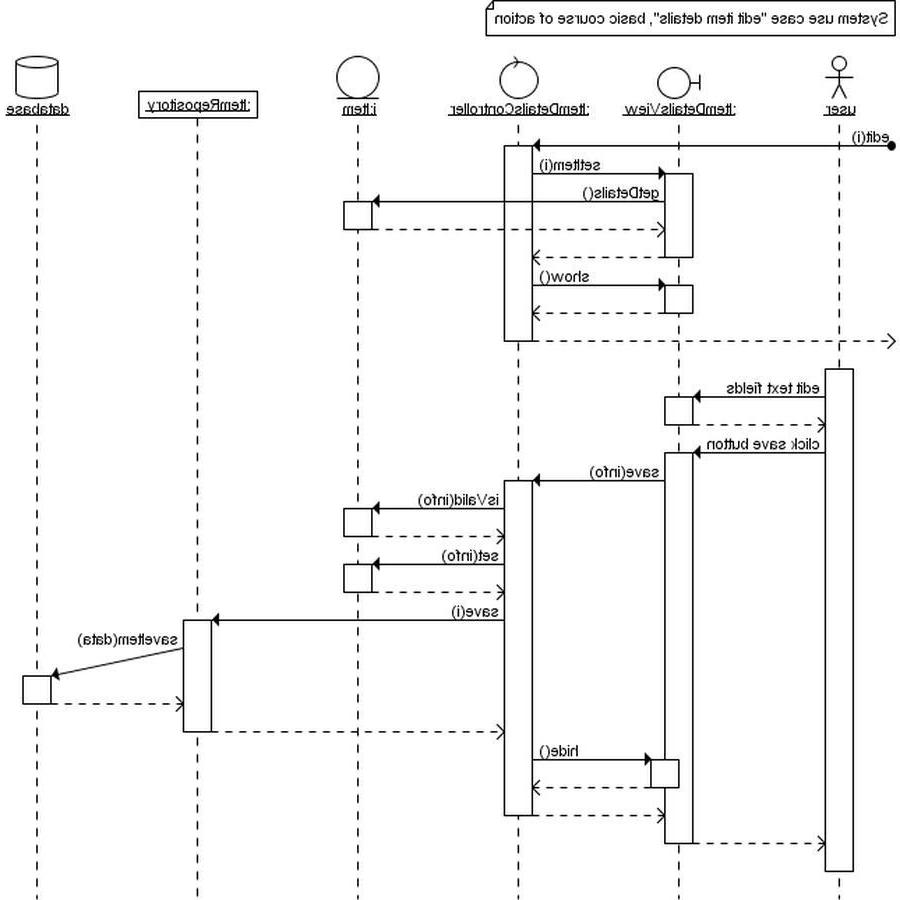 System use case "edit item details", basic course of action
user
:ItemDetailsView
:ItemDetailsController
i:Item
:ItemRepository
database
edit(i)
setItem(i)
getDetails()
show()
edit text fields
click save button
save(info)
isValid(info)
set(info)
save(i)
saveItem(data)
hide()